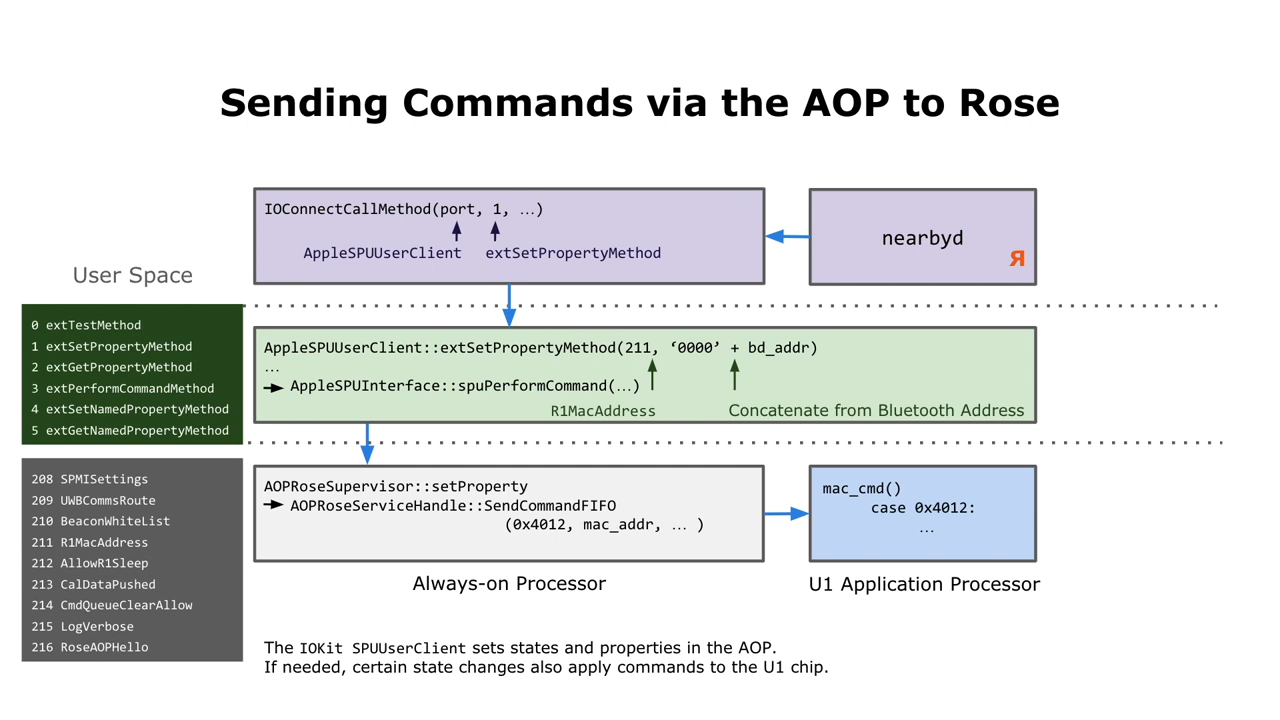 Sending Commands via the AOP to Rose
IOConnectCallMethod(port, 1, …)
AppleSPUUserClient extSetPropertyMethod
nearbyd
Я
User Space
0 extTestMethod
1 extSetPropertyMethod
2 extGetPropertyMethod
3 extPerformCommandMethod
4 extSetNamedPropertyMethod
5 extGetNamedPropertyMethod
AppleSPUUserClient::extSetPropertyMethod(211, ‘0000’ + bd_addr)
…
AppleSPUInterface::spuPerformCommand(…)
R1MacAddress
Concatenate from Bluetooth Address
208 SPMISettings
209 UWBCommsRoute
210 BeaconWhiteList
211 R1MacAddress
212 AllowR1Sleep
213 CalDataPushed
214 CmdQueueClearAllow
215 LogVerbose
216 RoseAOPHello
AOPRoseSupervisor::setProperty
AOPRoseServiceHandle::SendCommandFIFO
(0x4012, mac_addr, … )
Always-on Processor
mac_cmd()
case 0x4012:
…
U1 Application Processor
The IOKit SPUUserClient sets states and properties in the AOP.
If needed, certain state changes also apply commands to the U1 chip.